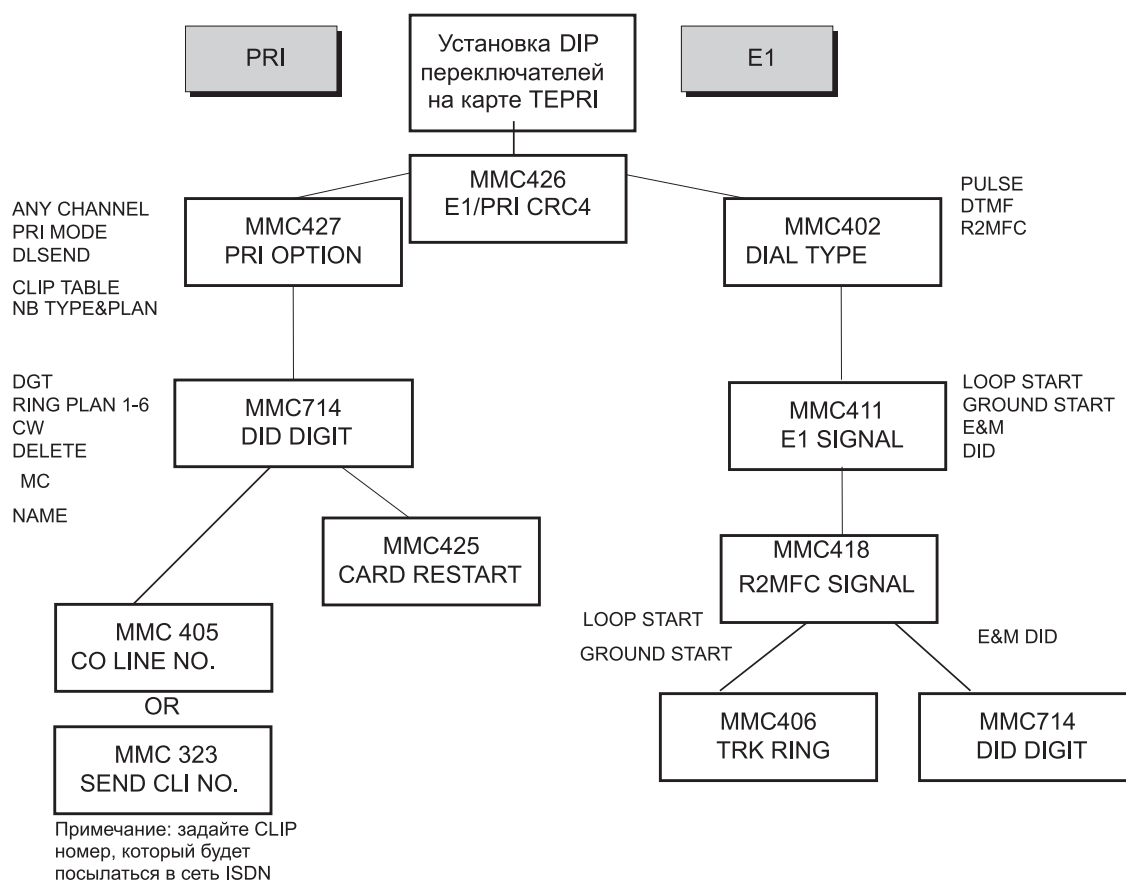 PRI
Установка DIP
переключателей
на карте TEPRI
E1
MMC426
E1/PRI CRC4
ANY CHANNEL
PRI MODE
DLSEND
CLIP TABLE
NB TYPE&PLAN
MMC427
PRI OPTION
MMC402
DIAL TYPE
PULSE
DTMF
R2MFC
DGT
RING PLAN 1-6
CW
DELETE
MC
NAME
MMC714
DID DIGIT
MMC411
E1 SIGNAL
LOOP START
GROUND START
E&M
DID
MMC425
CARD RESTART
MMC418
R2MFC SIGNAL
MMC 405
CO LINE NO.
OR
MMC 323
SEND CLI NO.
Примечание: задайте CLIP
номер, который будет
посылаться в сеть ISDN
LOOP START
GROUND START
E&M DID
MMC406
TRK RING
MMC714
DID DIGIT